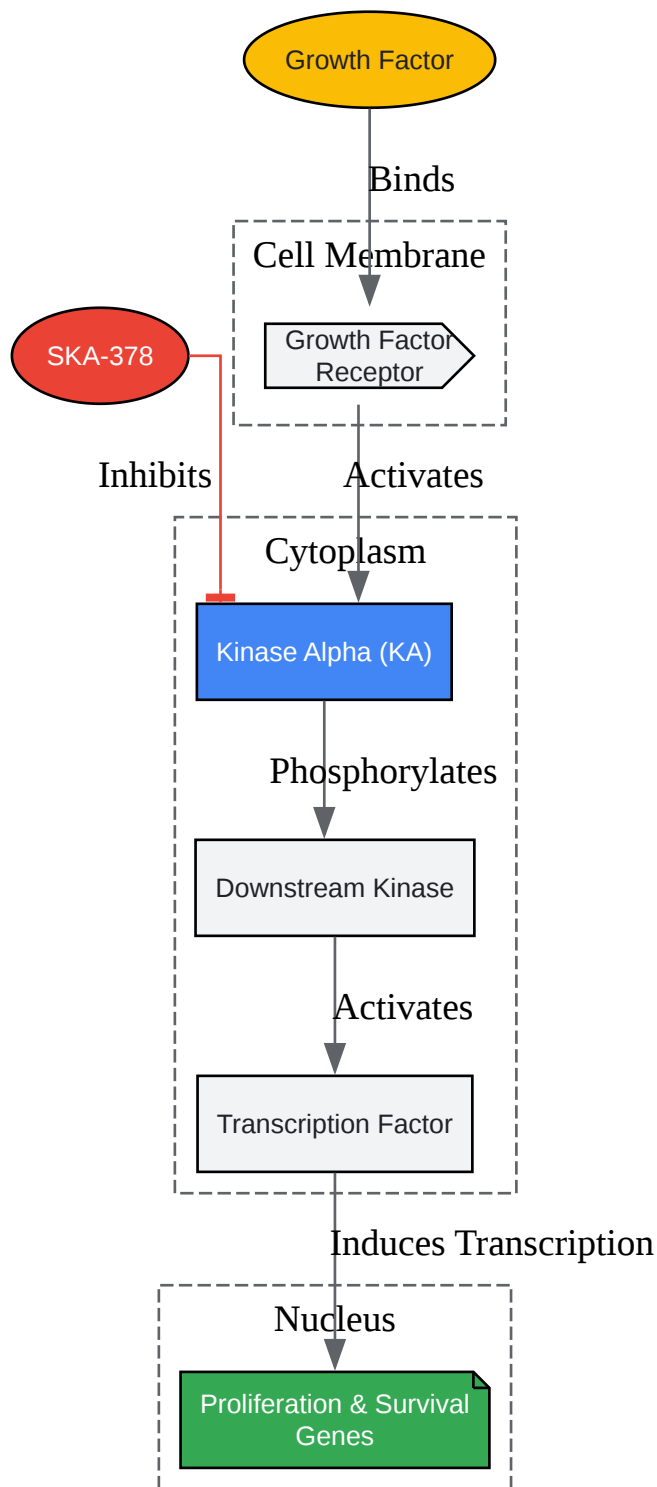 Growth Factor
Binds
Cell Membrane
Growth Factor
Receptor
SKA-378
Inhibits
Activates
Cytoplasm
Kinase Alpha (KA)
Phosphorylates
Downstream Kinase
Activates
Transcription Factor
Induces Transcription
Nucleus
Proliferation & Survival
Genes